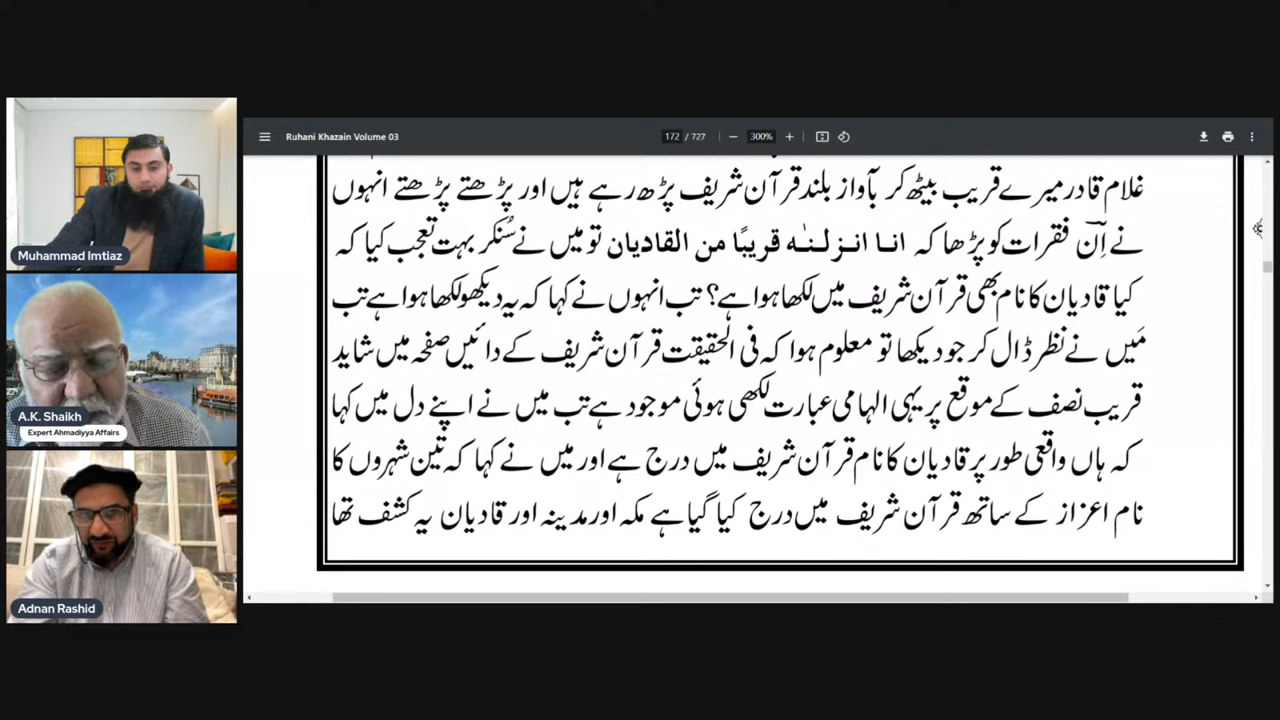 Ruhani Khazain Volume 03
172 / 727
300%
غلام قادر میرے قریب بیٹھ کر بآواز بلند قرآن شریف پڑھ رہے ہیں اور پڑھتے پڑھتے انہوں
نے اِنْ فقرات کو پڑھا کہ انا انزلنٰہ قریبًا من القادیان تو میں نے سُنکر بہت تعجب کیا کہ
کیا قادیان کا نام بھی قرآن شریف میں لکھا ہوا ہے؟ تب انہوں نے کہا کہ یہ دیکھو لکھا ہوا ہے تب
مَیں نے نظر ڈال کر جو دیکھا تو معلوم ہوا کہ فی الحقیقت قرآن شریف کے دائیں صفحہ میں شاید
قریب نصف کے موقع پر یہی الہامی عبارت لکھی ہوئی موجود ہے تب میں نے اپنے دل میں کہا
کہ ہاں واقعی طور پر قادیان کا نام قرآن شریف میں درج ہے اور میں نے کہا کہ تین شہروں کا
نام اعزاز کے ساتھ قرآن شریف میں درج کیا گیا ہے مکہ اور مدینہ اور قادیان یہ کشف تھا
Muhammad Imtiaz
A.K. Shaikh
Expert Ahmadiyya Affairs
Adnan Rashid